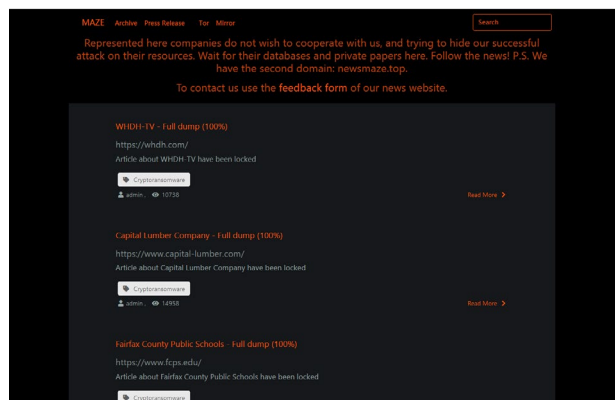 MAZE Archive Press Release Tor Mirror Search
Represented here companies do not wish to cooperate with us, and trying to hide our successful
attack on their resources. Wait for their databases and private papers here. Follow the news! P.S. We
have the second domain: newsmaze.top.
To contact us use the feedback form of our news website.
WHDH-TV - Full dump (100%)
https://whdh.com/
Article about WHDH-TV have been locked
Cryptoransomware
admin, 10738 Read More
Capital Lumber Company - Full dump (100%)
https://www.capital-lumber.com/
Article about Capital Lumber Company have been locked
Cryptoransomware
admin, 14938 Read More
Fairfax County Public Schools - Full dump (100%)
https://www.fcps.edu/
Article about Fairfax County Public Schools have been locked
Cryptoransomware